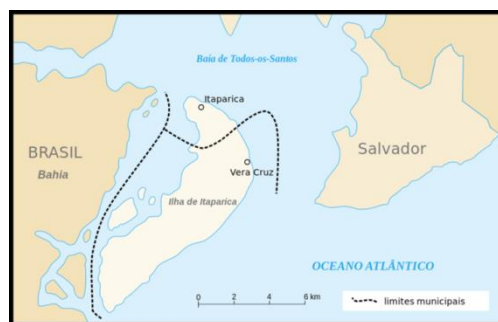 Baía de Todos-os-Santos
Itaparica
BRASIL
Bahia
Salvador
Vera Cruz
Ilha de Itaparica
OCEANO ATLÂNTICO
0 2 4 6 km
limites municipais